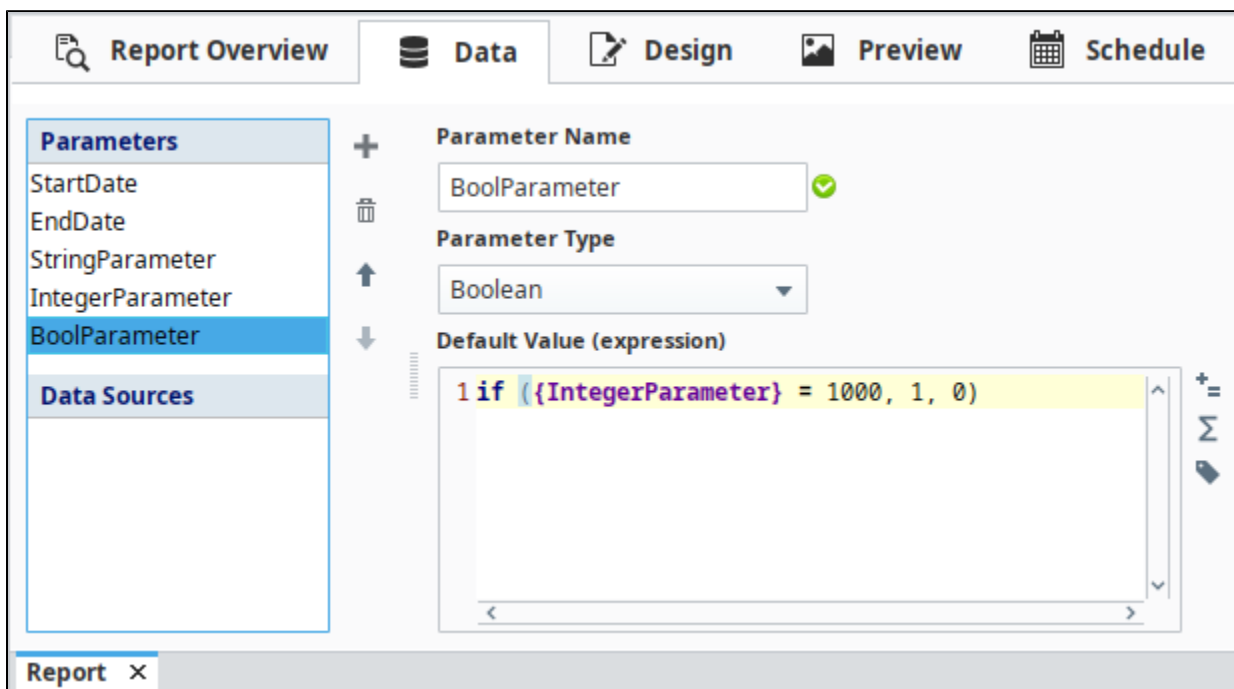 Report Overview Data Design Preview Schedule
Parameters
StartDate
EndDate
StringParameter
IntegerParameter
BoolParameter
Data Sources
Parameter Name
BoolParameter
Parameter Type
Boolean
Default Value (expression)
1 if ({IntegerParameter} = 1000, 1, 0)
Report ×